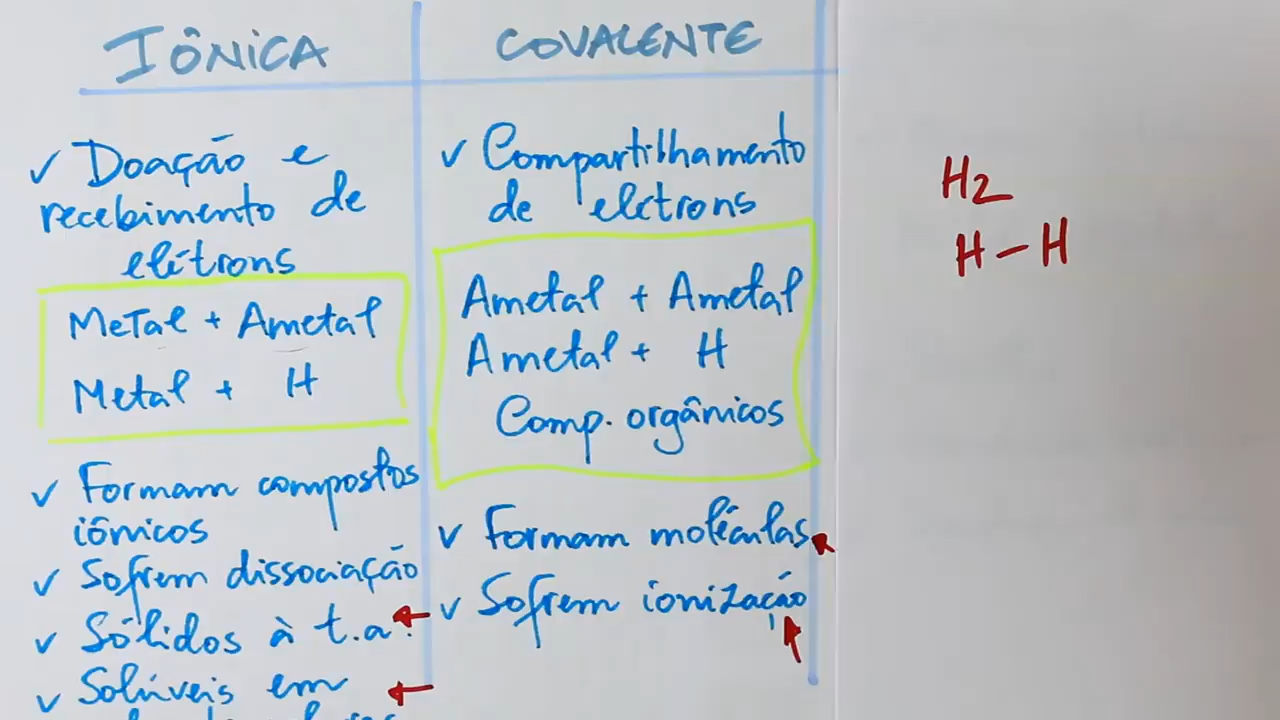 IÔNICA
✓ Doação e
recebimento de
elétrons
Metal + Ametal
Metal + H
✓ Formam compostos
iônicos
✓ Sofrem dissociação
✓ Sólidos à t.a.
✓ Solúveis em
COVALENTE
✓ Compartilhamento
de elétrons
Ametal + Ametal
Ametal + H
Comp. orgânicos
✓ Formam moléculas
✓ Sofrem ionização
H2
H - H